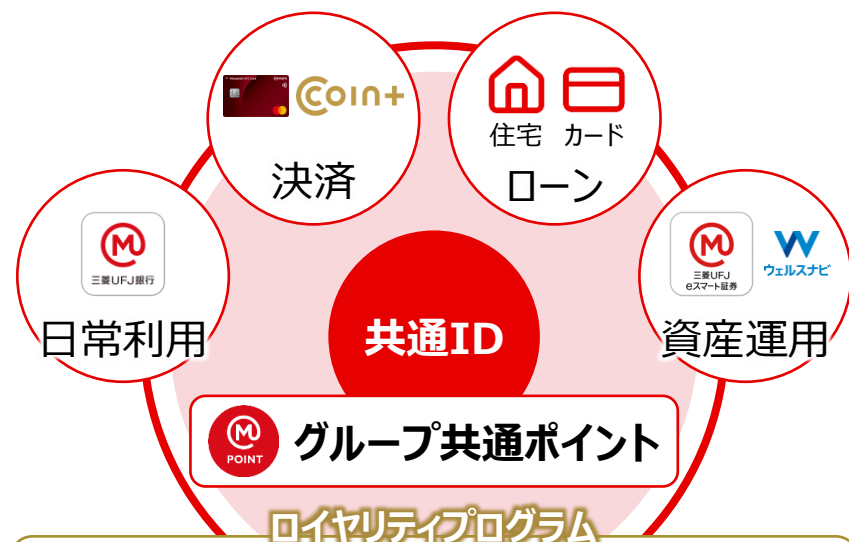 COIN+
住宅 カード
決済
ローン
三菱UFJ銀行
日常利用
三菱UFJ
eスマート証券
ウェルスナビ
資産運用
共通ID
POINT
グループ共通ポイント
ロイヤリティプログラム